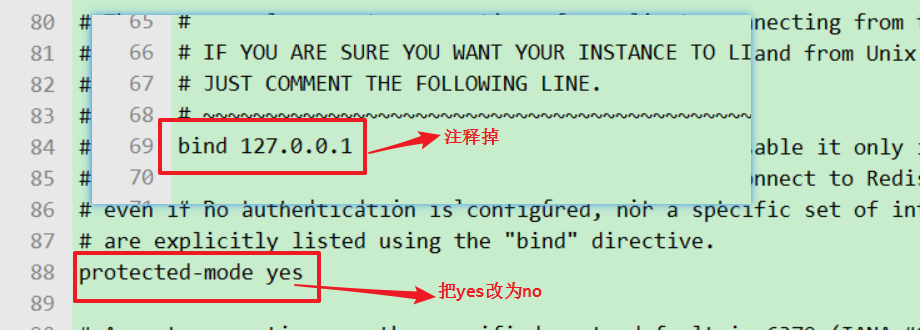 80 #
65 #
necting from
81 #
66 # IF YOU ARE SURE YOU WANT YOUR INSTANCE TO LI
and from Unix
82 #
67 # JUST COMMENT THE FOLLOWING LINE.
83 #
68 # ~~~~~~~~~~~~~~~~~~~~~~~~~~~~~~~~~~~~~~~~~~~~~~~
注释掉
84 #
69 bind 127.0.0.1
sable it only
85 #
70
nnect to Redis
86 # even if no authentication is configured, nor a specific set of
87 # are explicitly listed using the "bind" directive.
88 protected-mode yes
把yes改为no
89